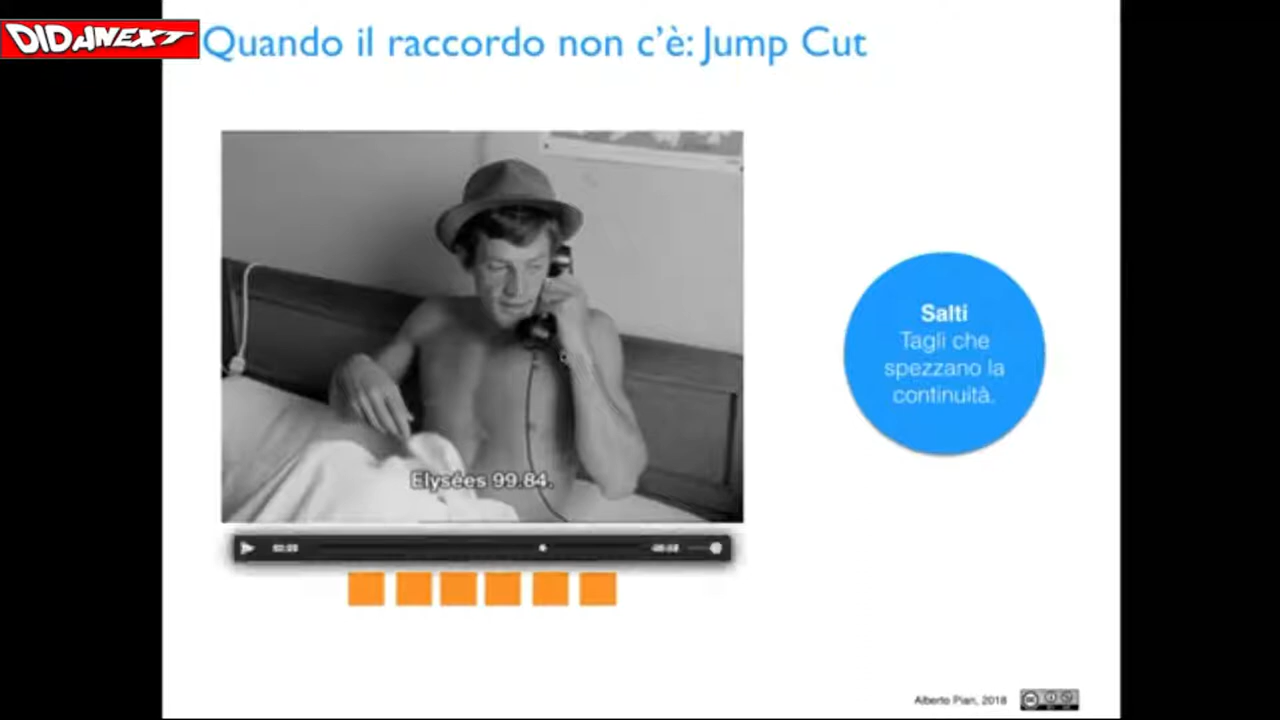 DIDANEXT
Quando il raccordo non c'è: Jump Cut
Salti
Tagli che
spezzano la
continuità.
Elysées 99.84.
Alberto Pian, 2018